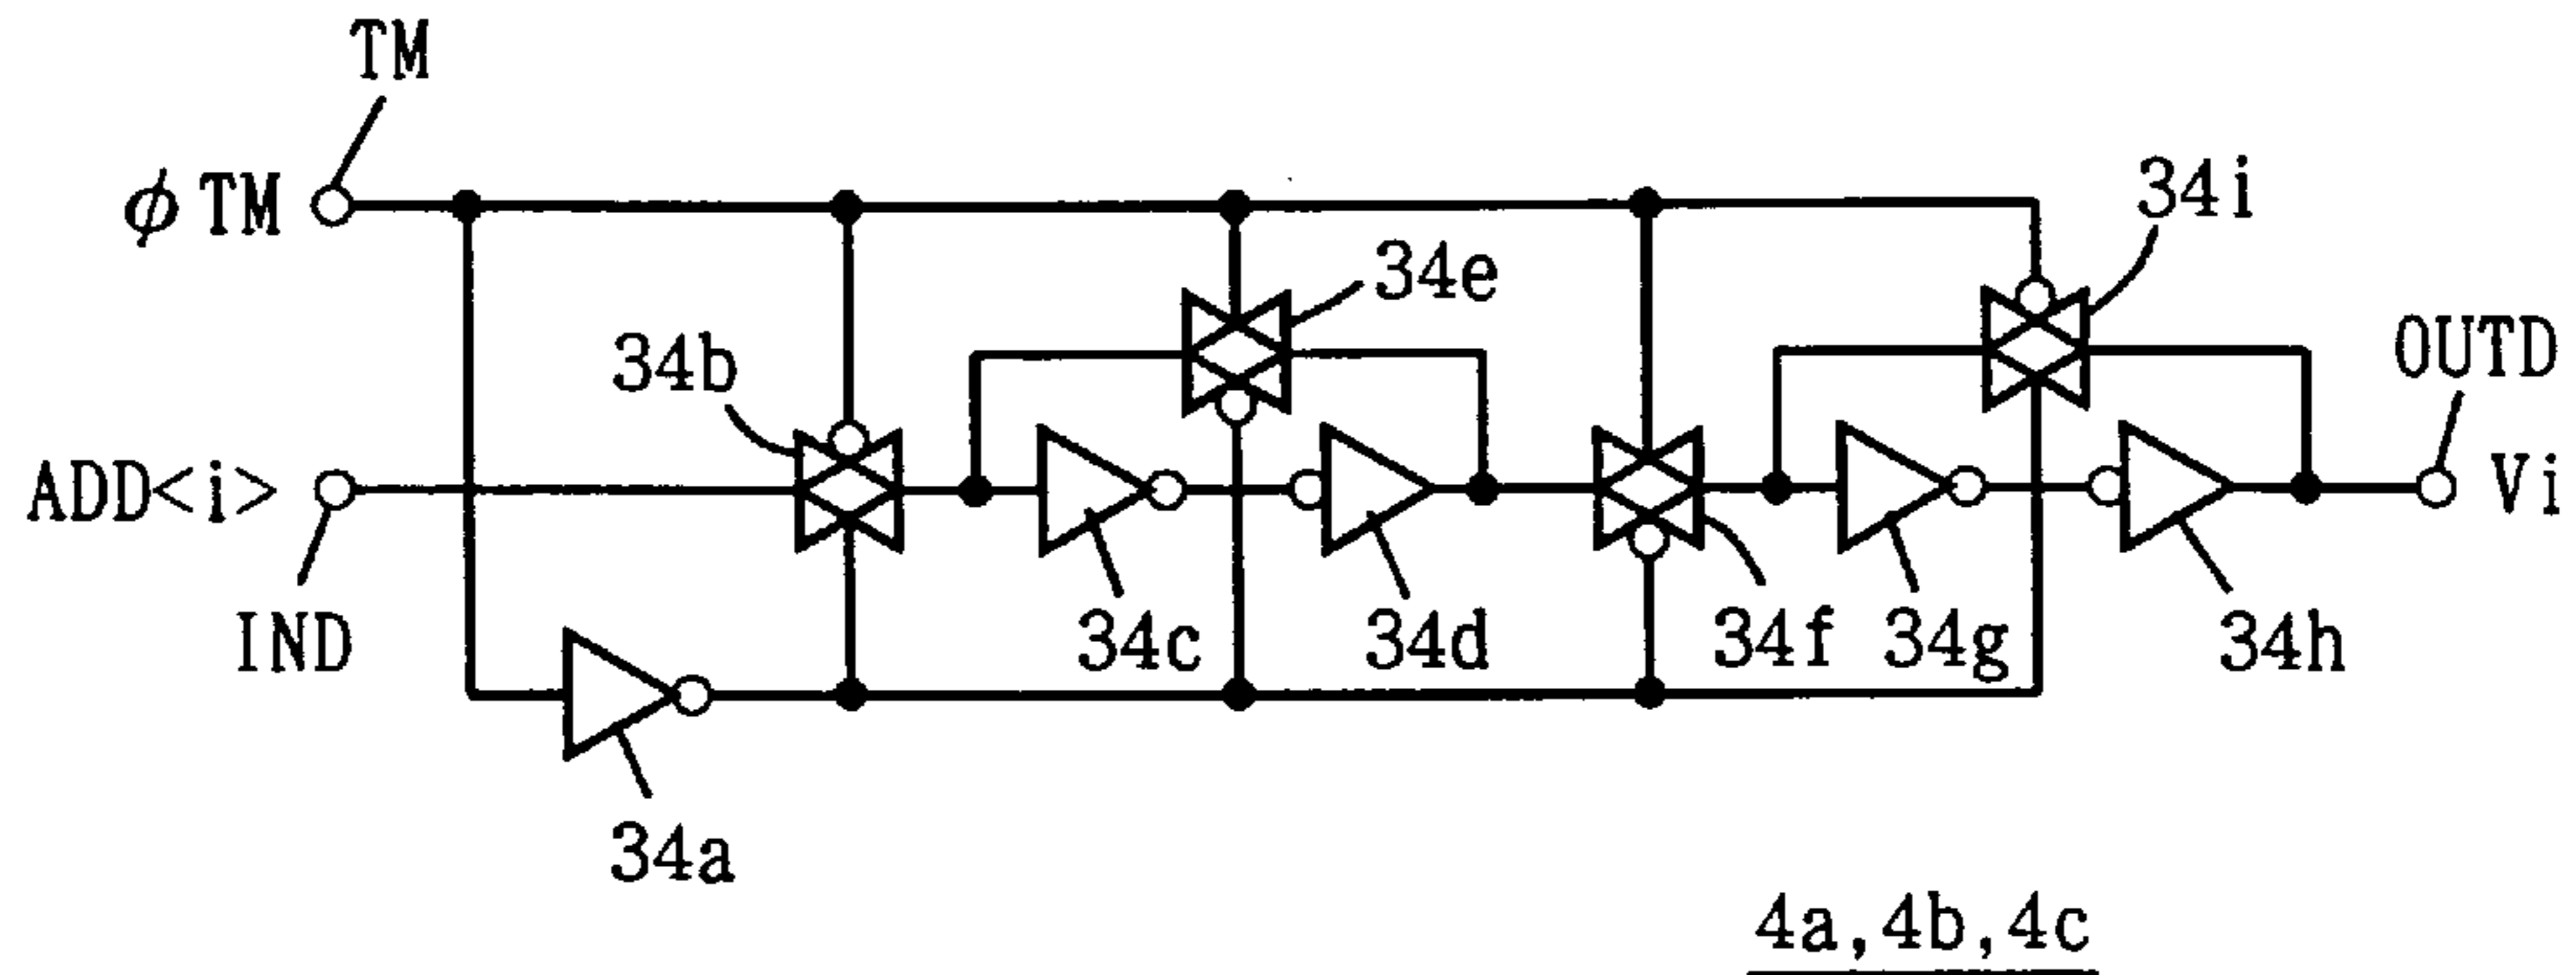 TM
φTM
34i
34e
34b
OUTD
ADD<i>
Vi
IND
34c
34d
34f
34g
34h
34a
4a,4b,4c